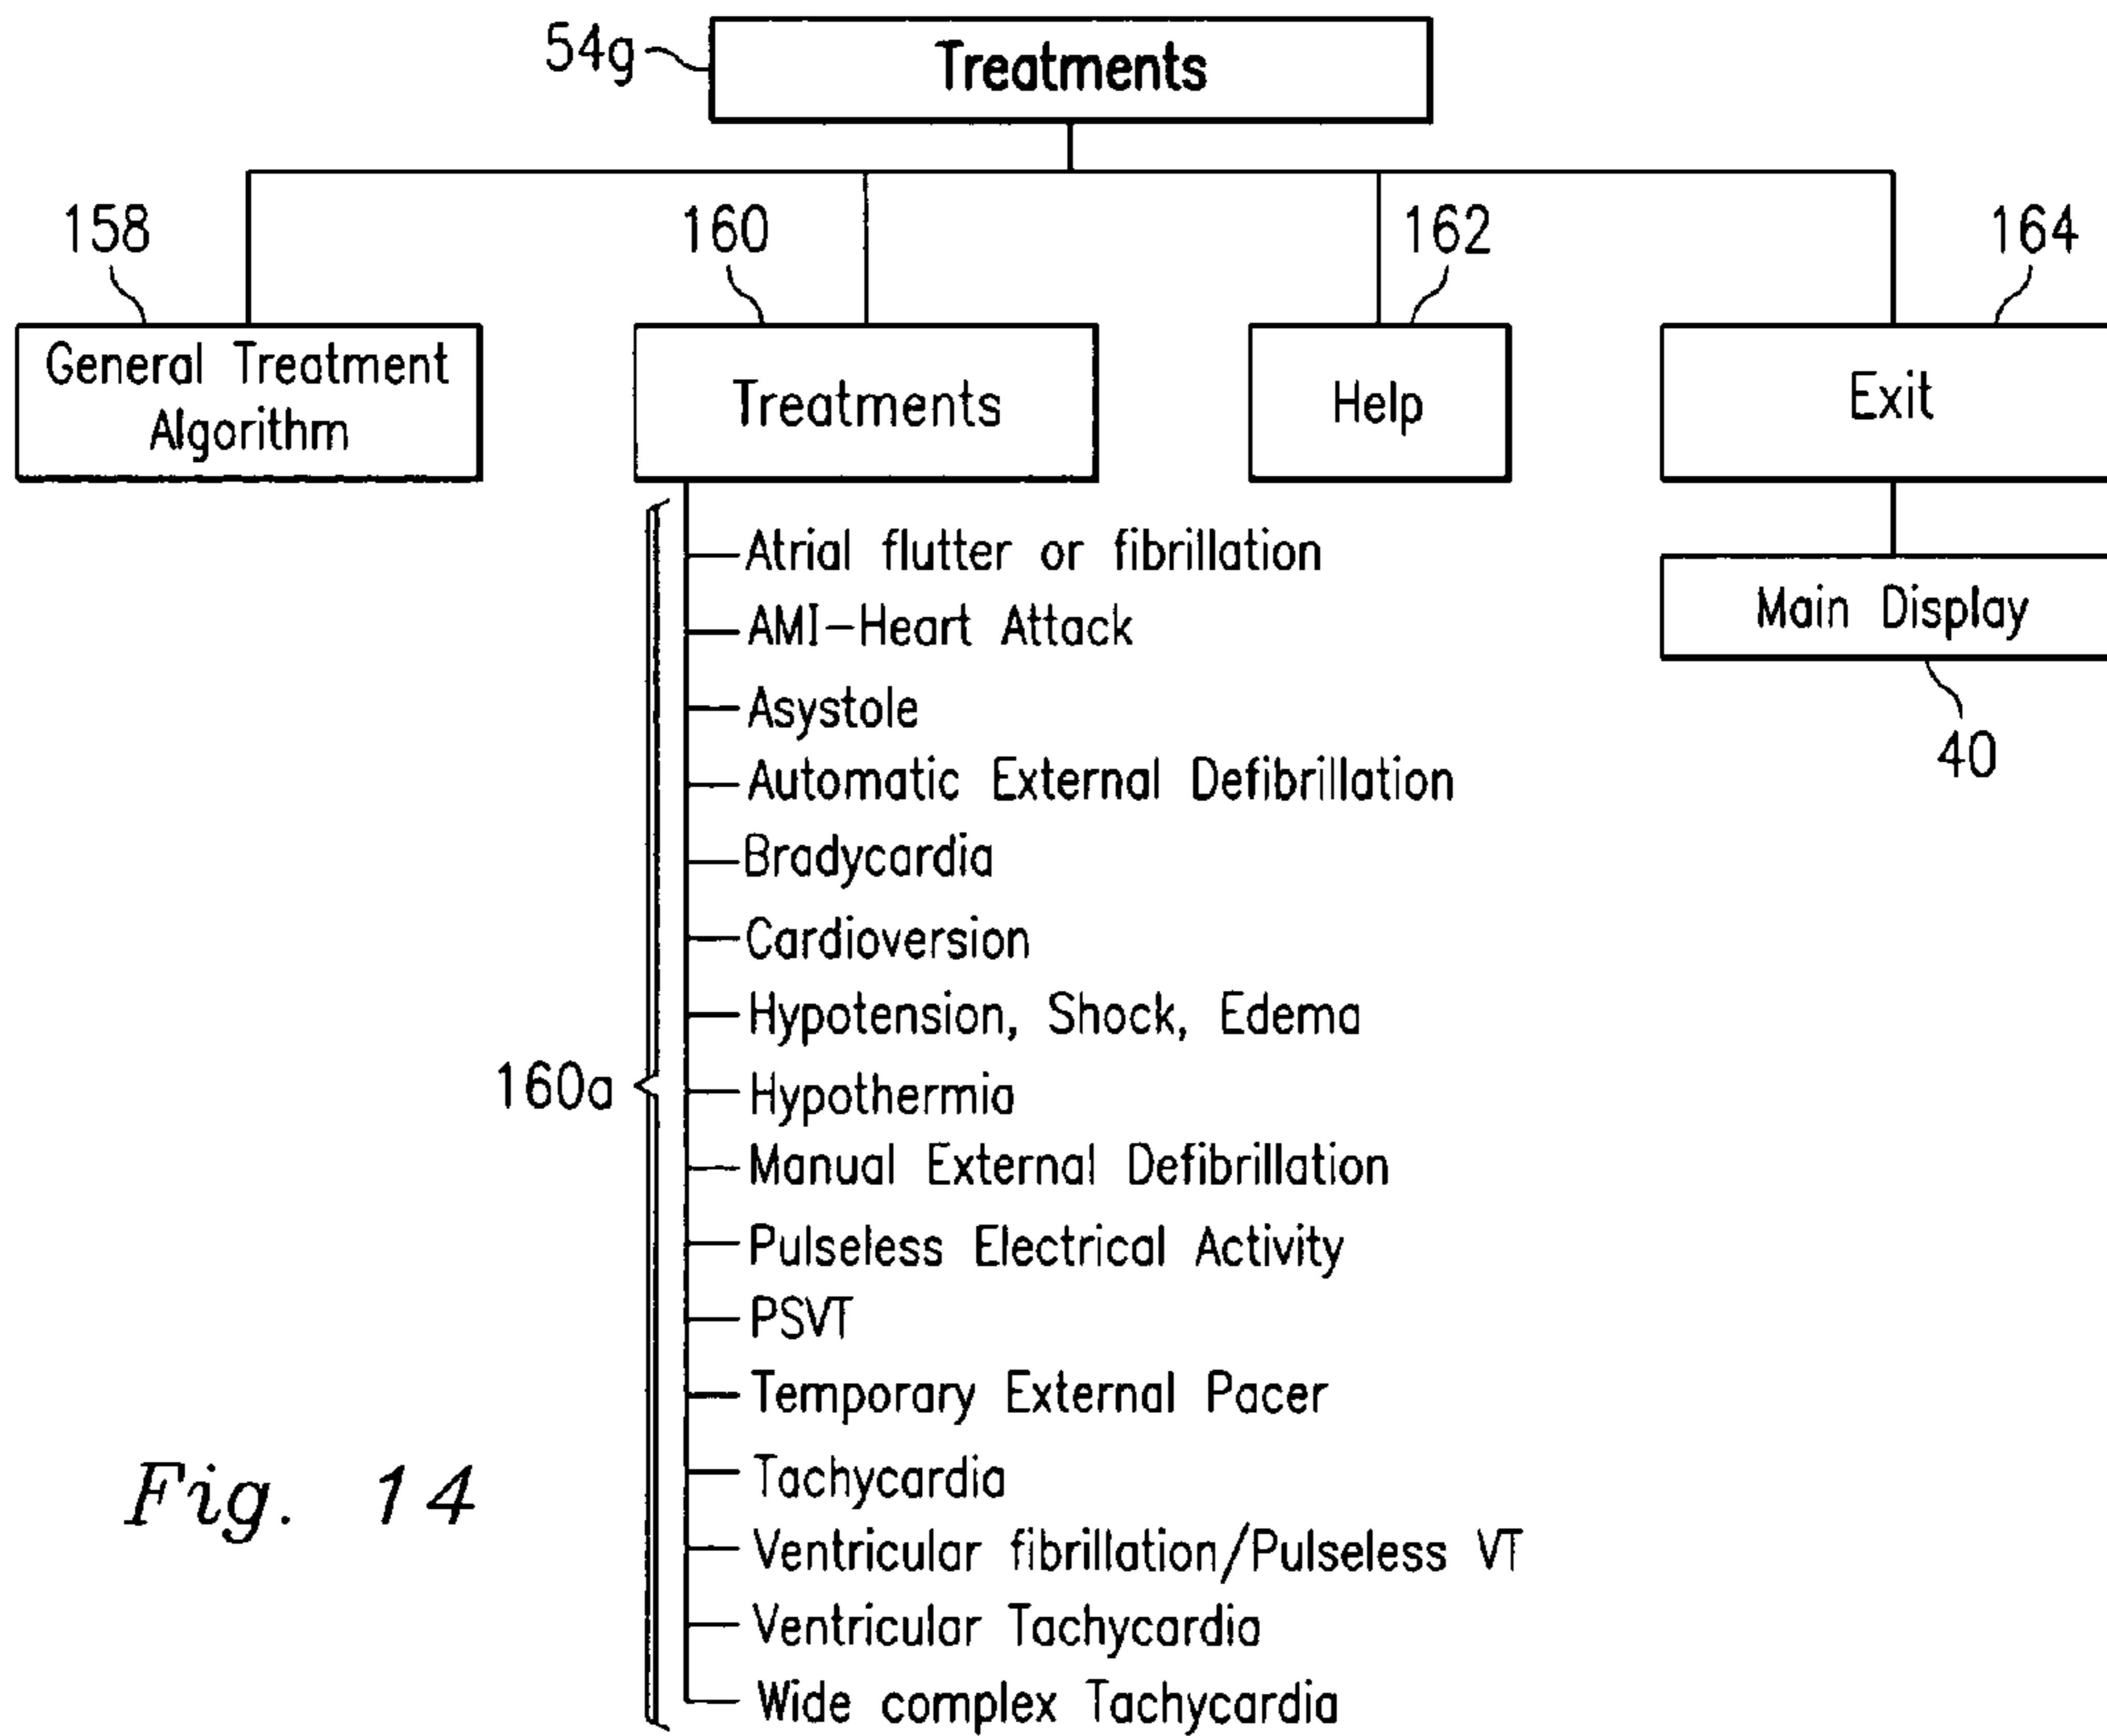 54g
Treatments
158
160
162
164
General Treatment
Algorithm
Treatments
Help
Exit
Main Display
40
160a
Atrial flutter or fibrillation
AMI-Heart Attack
Asystole
Automatic External Defibrillation
Bradycardia
Cardioversion
Hypotension, Shock, Edema
Hypothermia
Manual External Defibrillation
Pulseless Electrical Activity
PSVT
Temporary External Pacer
Tachycardia
Ventricular fibrillation/Pulseless VT
Ventricular Tachycardia
Wide complex Tachycardia
Fig. 14